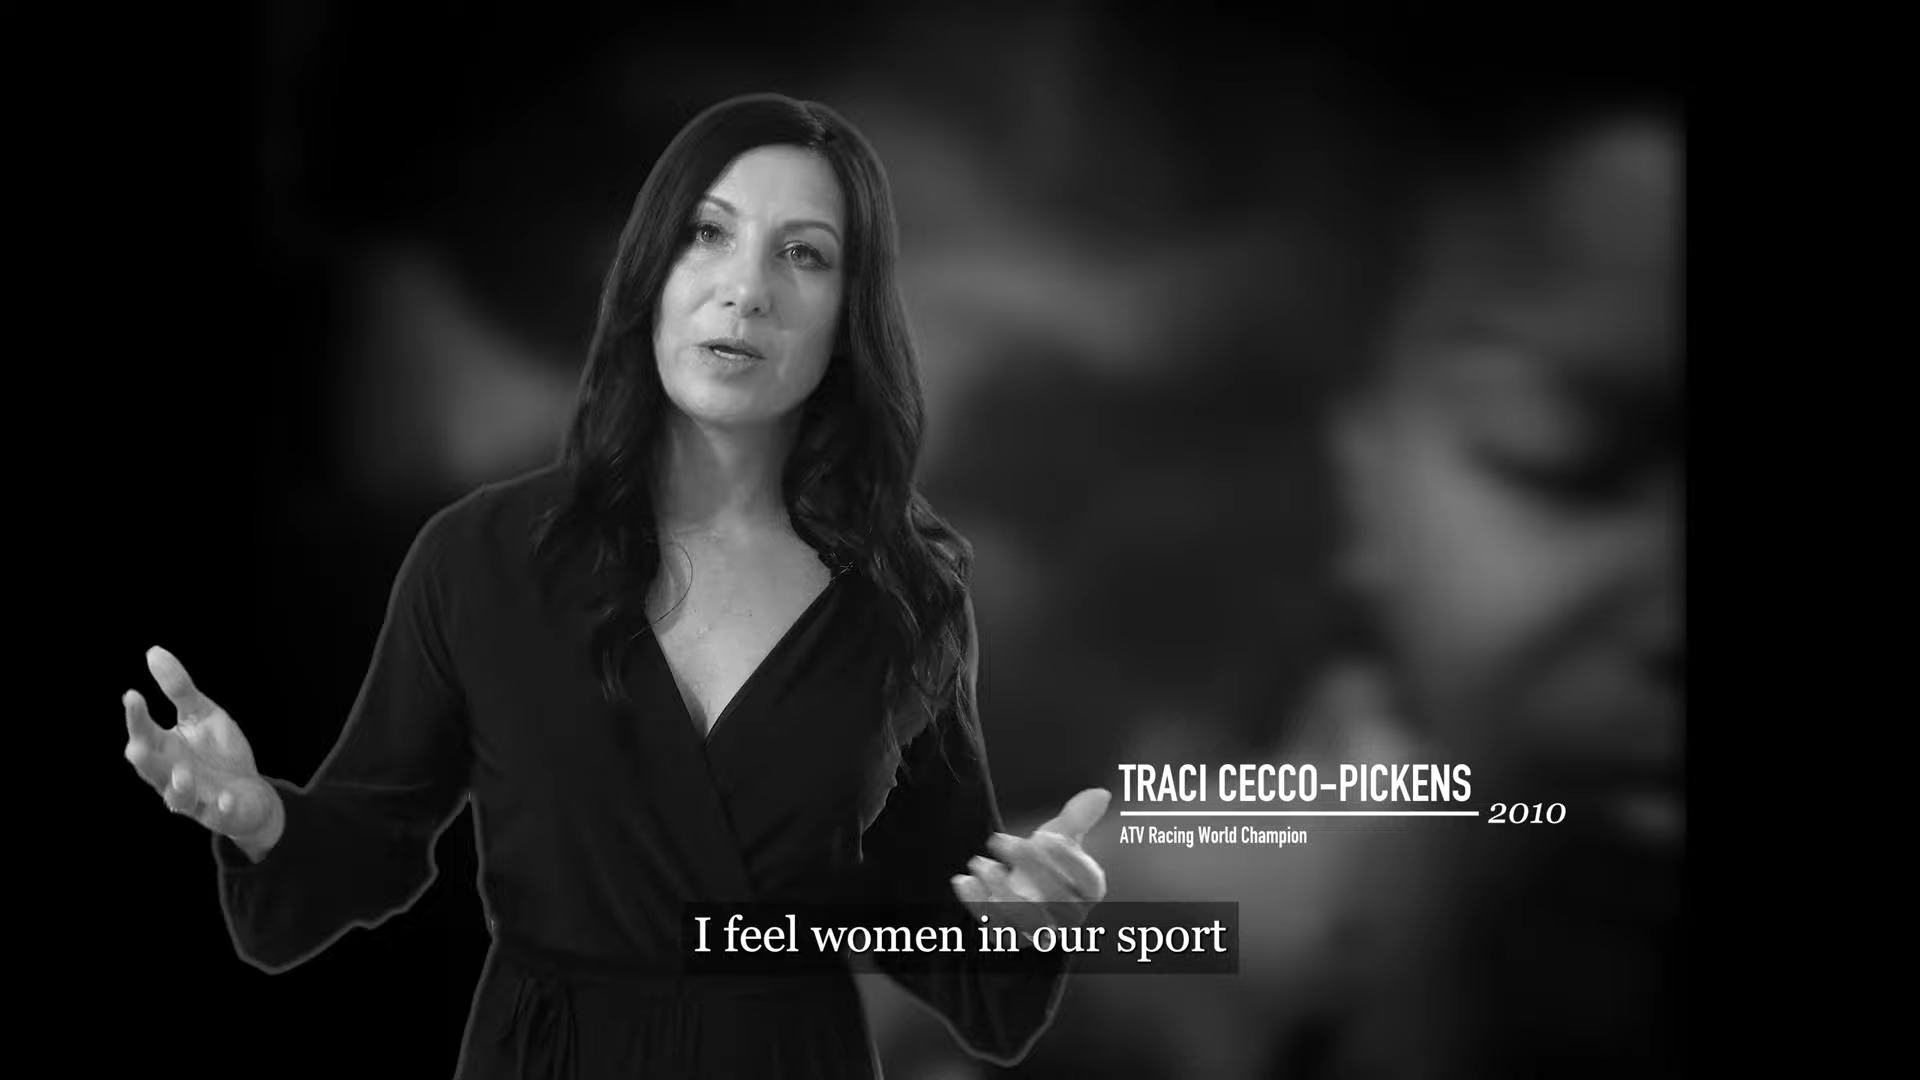 TRACI CECCO-PICKENS
2010
ATV Racing World Champion
I feel women in our sport